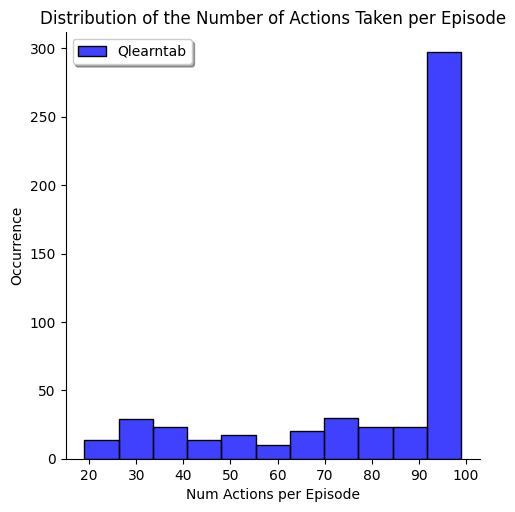 Distribution of the Number of Actions Taken per Episode
Qlearntab
300
250
200
150
100
50
0
Occurrence
20 30 40 50 60 70 80 90 100
Num Actions per Episode